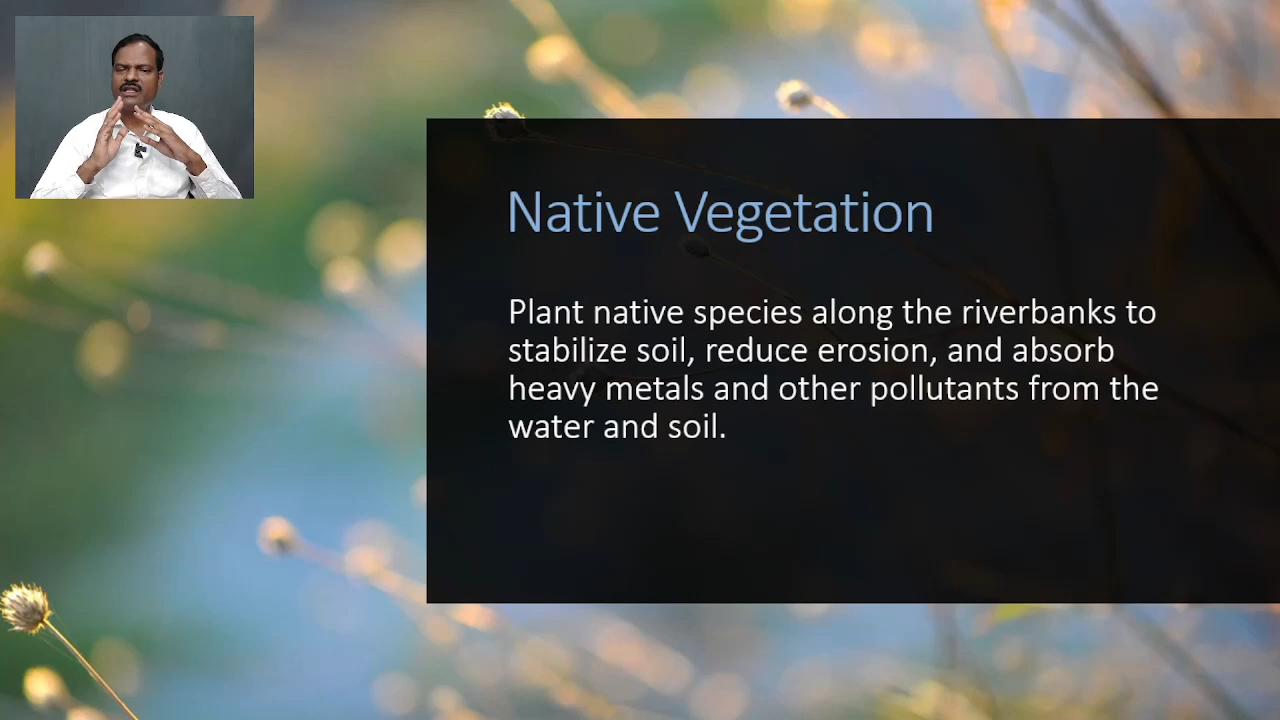 Native Vegetation
Plant native species along the riverbanks to
stabilize soil, reduce erosion, and absorb
heavy metals and other pollutants from the
water and soil.